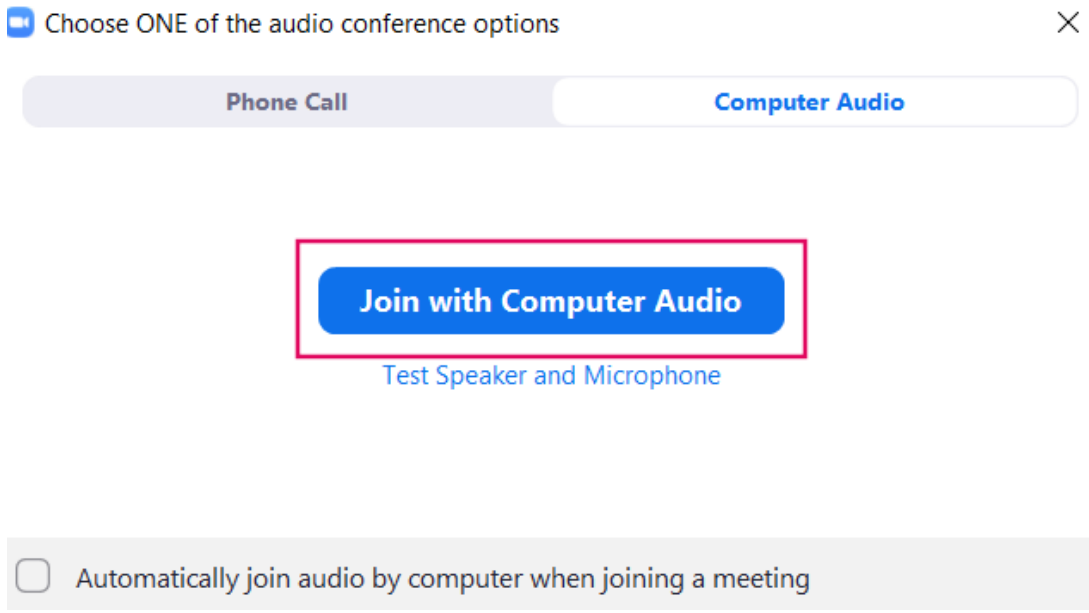 Choose ONE of the audio conference options
Phone Call
Computer Audio
Join with Computer Audio
Test Speaker and Microphone
Automatically join audio by computer when joining a meeting